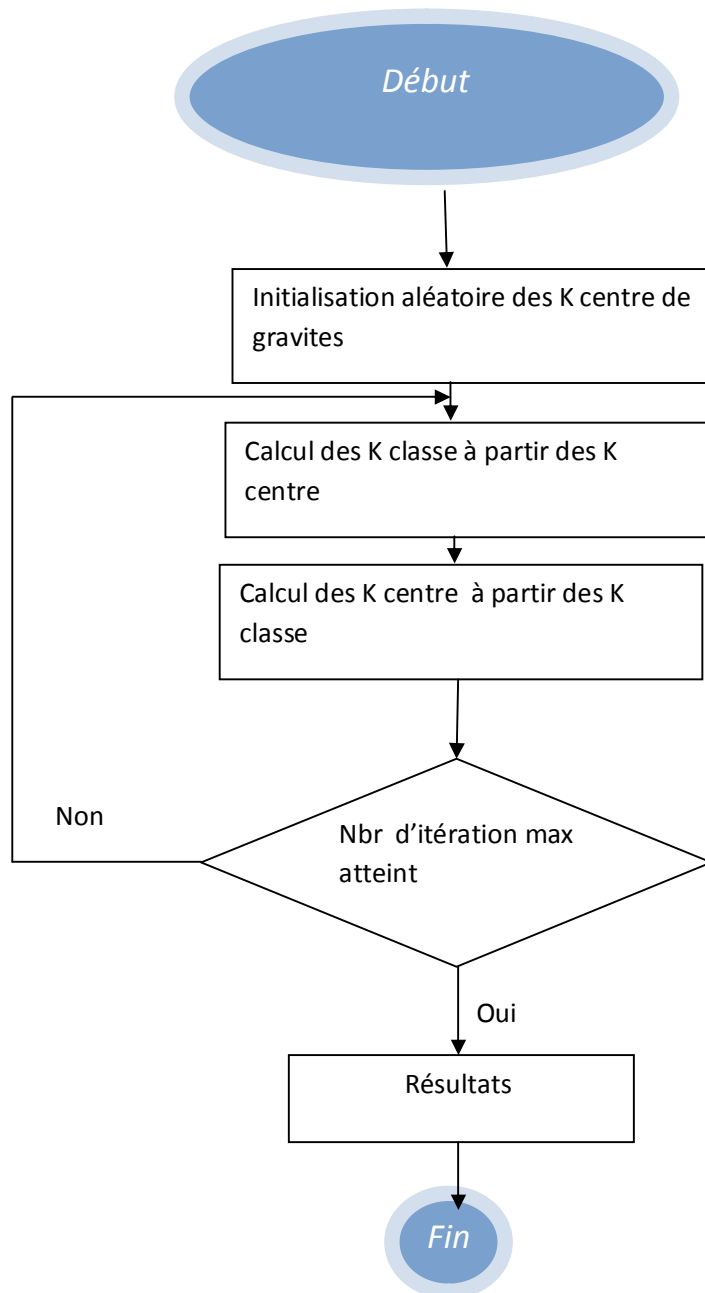 Début
Initialisation aléatoire des K centre de
gravites
Calcul des K classe à partir des K
centre
Calcul des K centre à partir des K
classe
Non
Nbr d’itération max
atteint
Oui
Résultats
Fin